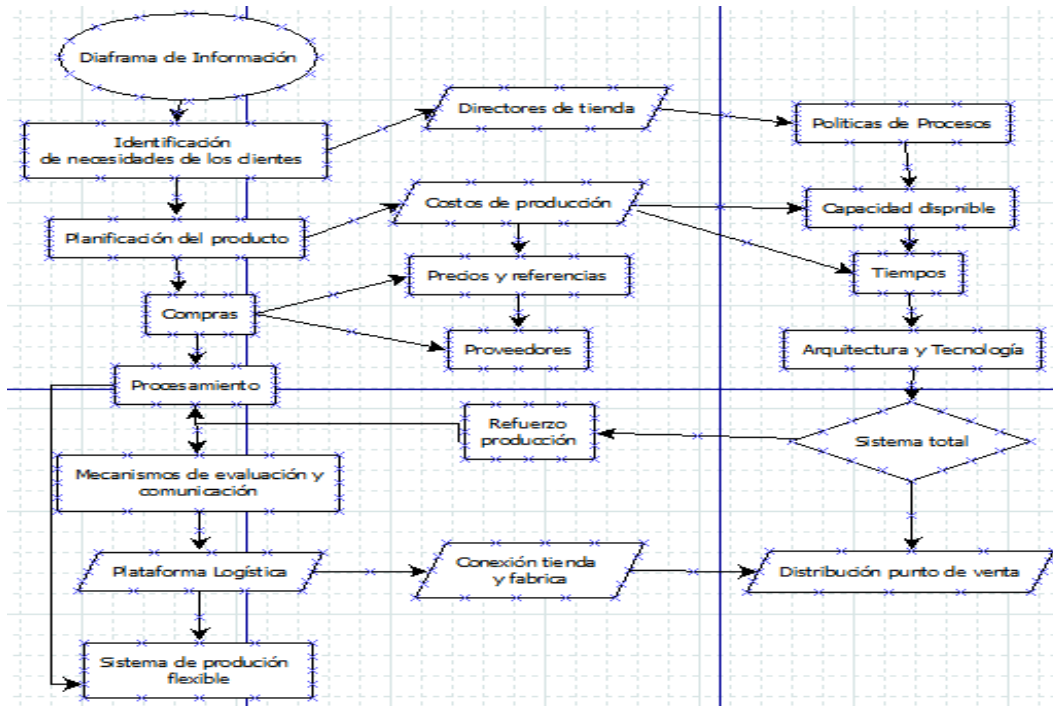 Diaframa de Información
Directores de tienda
Politicas de Procesos
Identificación
de necesidades de los clientes
Costos de producción
Capacidad dispnible
Planificación del producto
Precios y referencias
Tiempos
Compras
Proveedores
Arquitectura y Tecnología
Procesamiento
Refuerzo
producción
Sistema total
Mecanismos de evaluación y
comunicación
Plataforma Logística
Conexión tienda
y fabrica
Distribución punto de venta
Sistema de produción
flexible